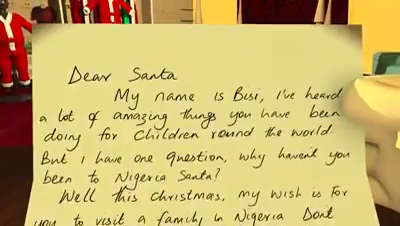 Dear Santa
My name is Bisi, I've heard
a lot of amazing things you have been
doing for children round the world.
But I have one question, why haven't you
been to Nigeria Santa?
Well this christmas, my wish is for
you to visit a family in Nigeria Dont